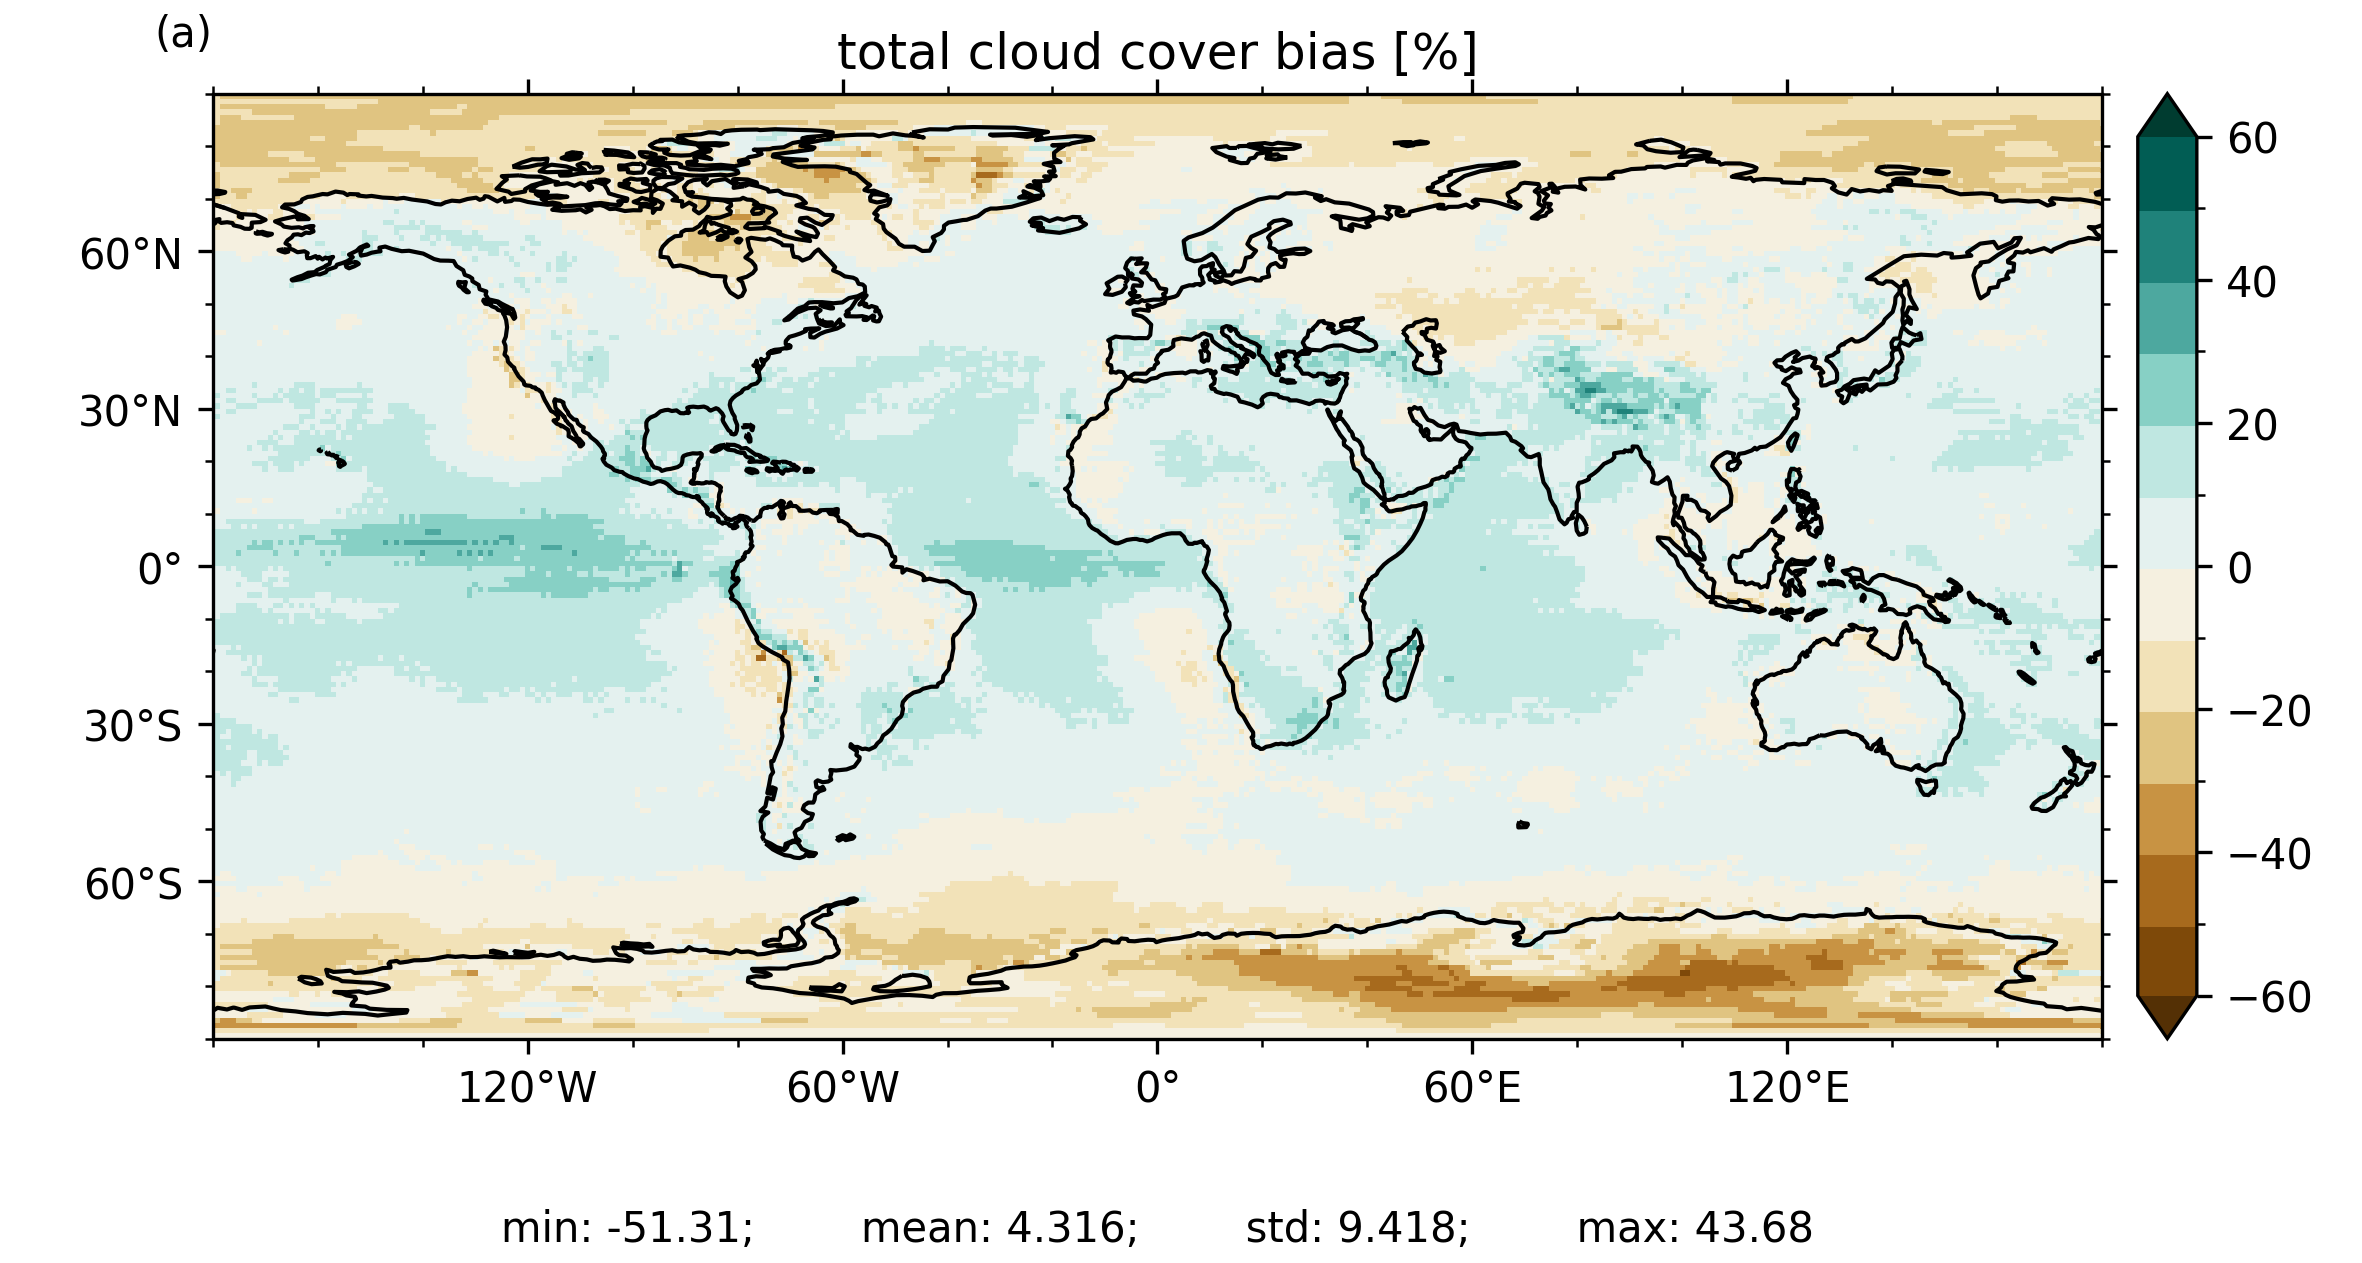 (a)
total cloud cover bias [%]
60°N
30°N
0°
30°S
60°S
120°W 60°W 0° 60°E 120°E
60
40
20
0
−20
−40
−60
min: -51.31; mean: 4.316; std: 9.418; max: 43.68